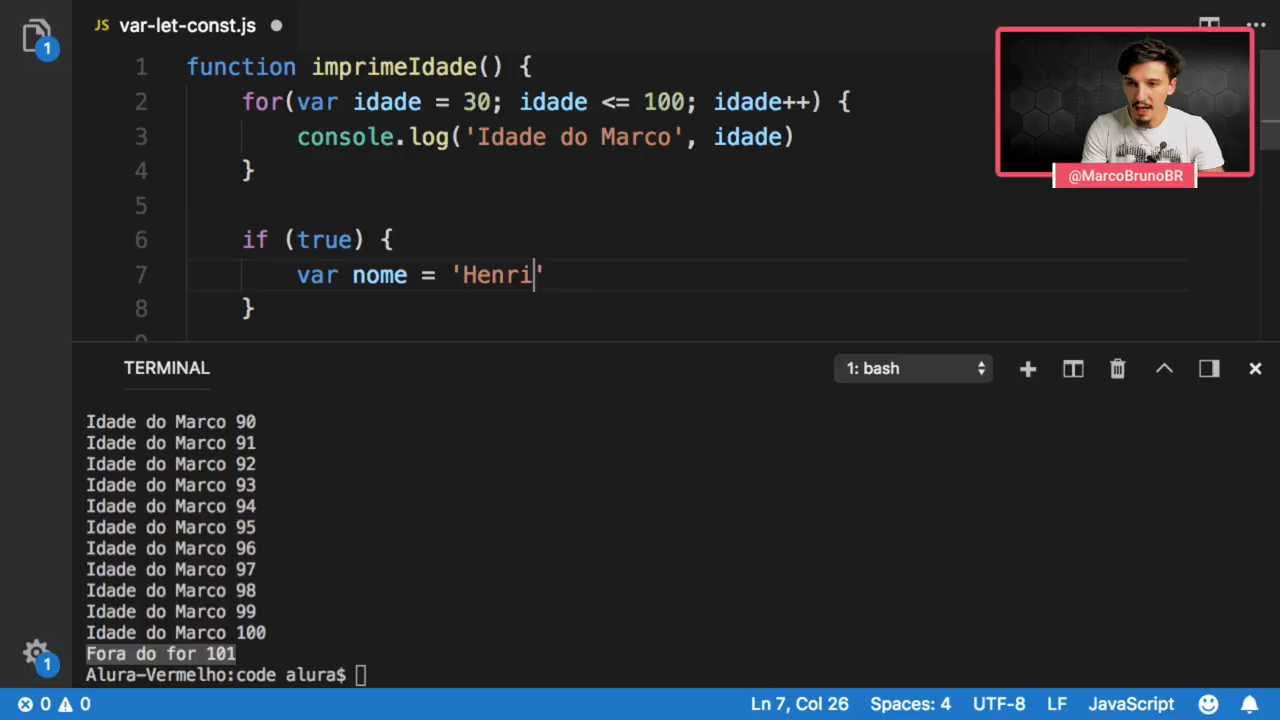 JS var-let-const.js
1
1 function imprimeIdade() {
2 for(var idade = 30; idade <= 100; idade++) {
3 console.log('Idade do Marco', idade)
4 }
5
6 if (true) {
7 var nome = 'Henri'
8 }
@MarcoBrunoBR
TERMINAL
1: bash
Idade do Marco 90
Idade do Marco 91
Idade do Marco 92
Idade do Marco 93
Idade do Marco 94
Idade do Marco 95
Idade do Marco 96
Idade do Marco 97
Idade do Marco 98
Idade do Marco 99
Idade do Marco 100
Fora do for 101
Alura-Vermelho:code alura$
1
0 0 Ln 7, Col 26 Spaces: 4 UTF-8 LF JavaScript